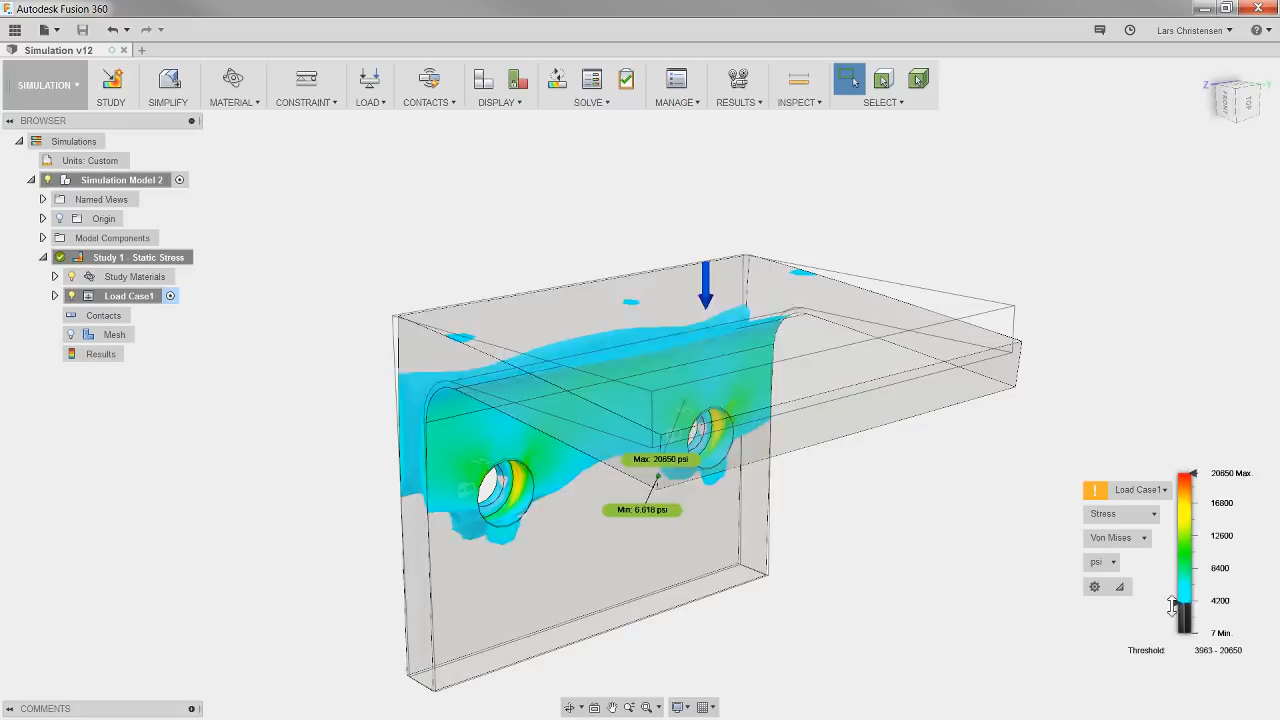 Autodesk Fusion 360
Lars Christensen
Simulation v12
SIMULATION
STUDY
SIMPLIFY
MATERIAL
CONSTRAINT
LOAD
CONTACTS
DISPLAY
SOLVE
MANAGE
RESULTS
INSPECT
SELECT
Z
Y
FRONT
TOP
BROWSER
Simulations
Units: Custom
Simulation Model 2
Named Views
Origin
Model Components
Study 1 - Static Stress
Study Materials
Load Case1
Contacts
Mesh
Results
Max: 20650 psi
Min: 6.618 psi
20650 Max.
Load Case1
16800
Stress
12600
Von Mises
psi
8400
4200
7 Min.
Threshold: 3963 - 20650
COMMENTS